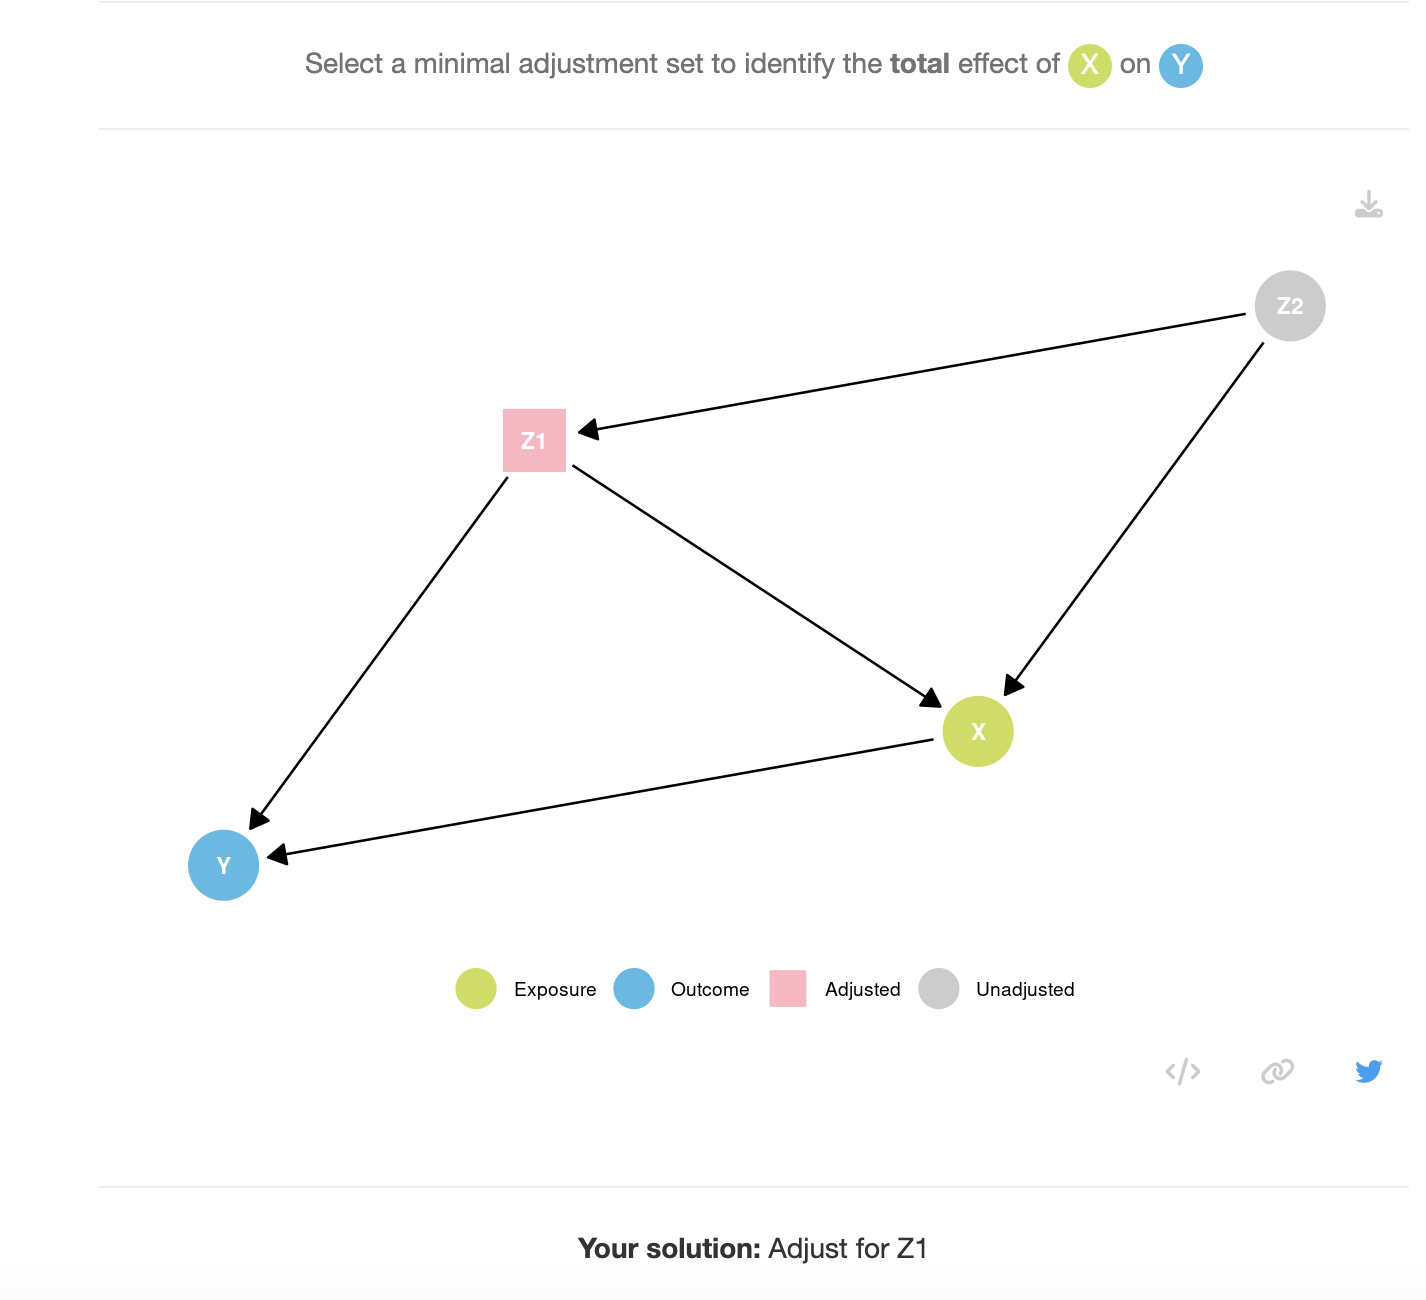 Select a minimal adjustment set to identify the total effect of X on Y
Z2
Z1
X
Y
Exposure Outcome Adjusted Unadjusted
Your solution: Adjust for Z1